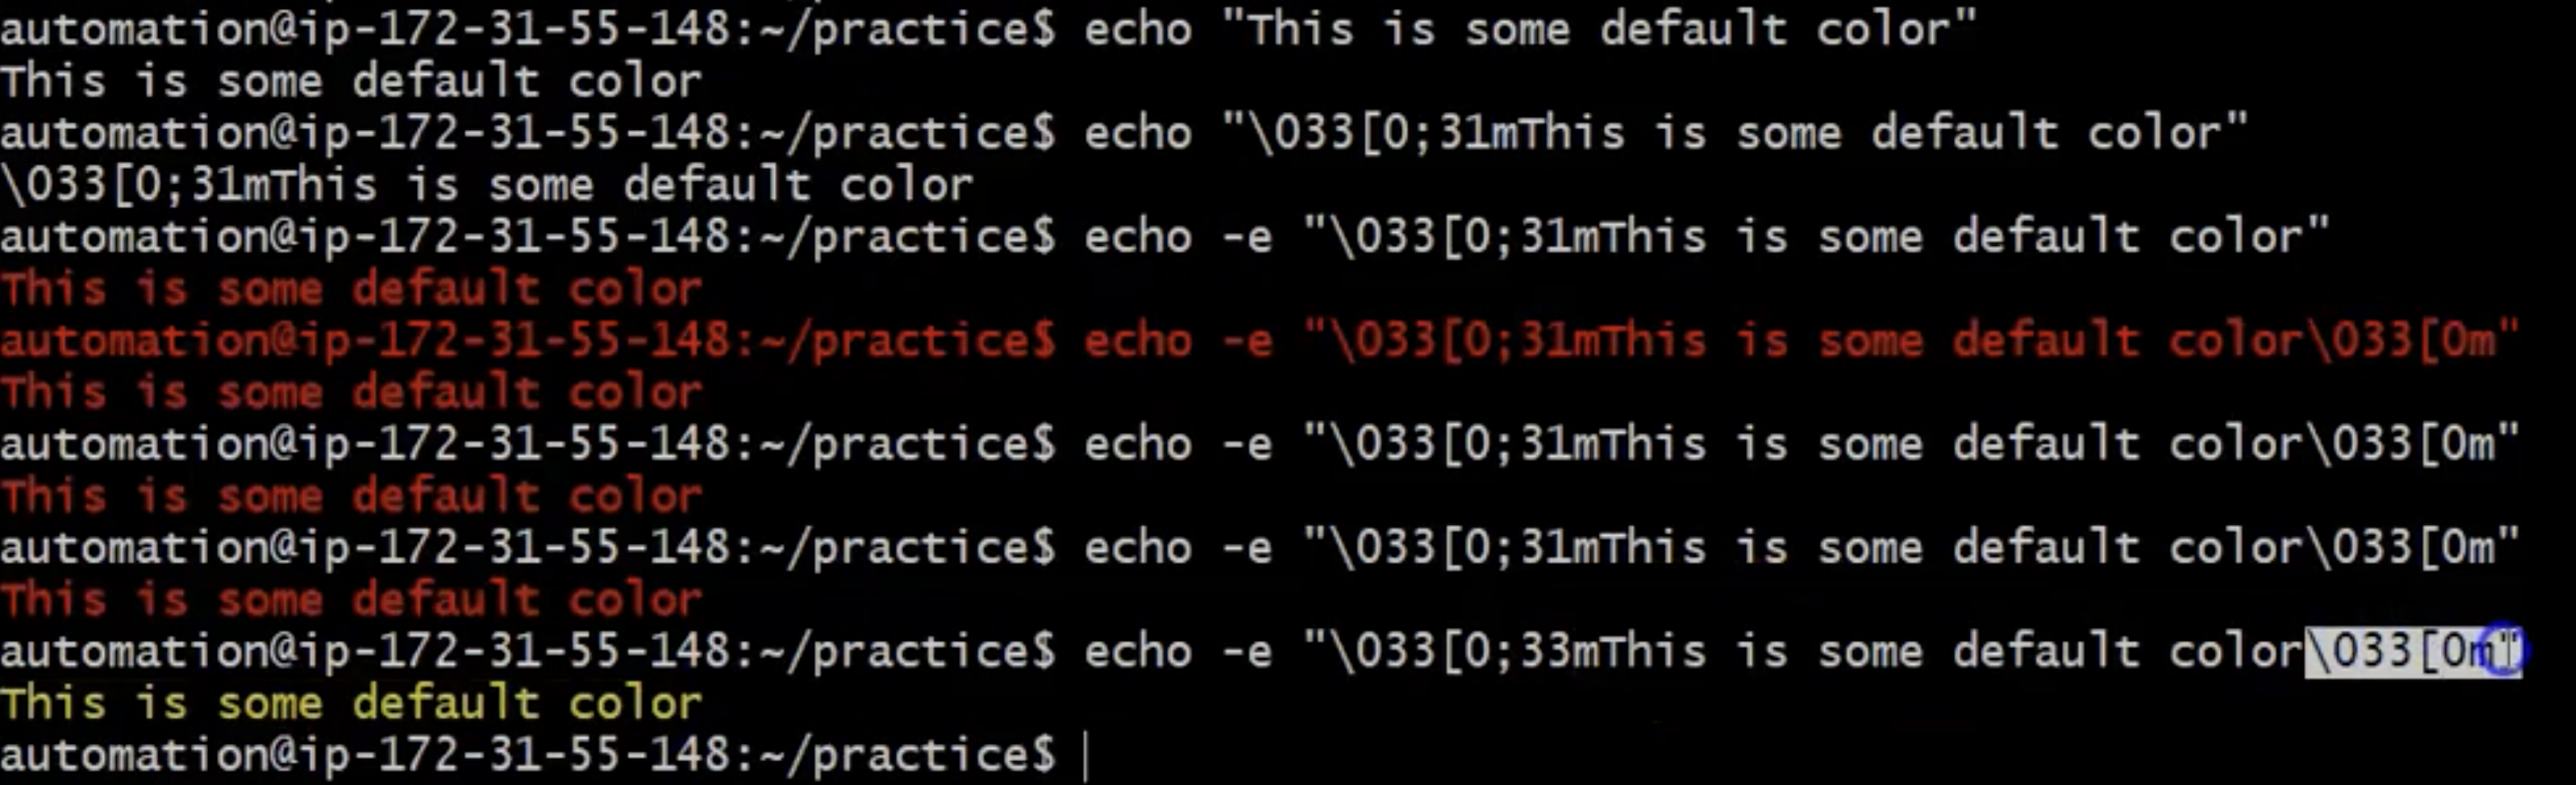 automation@ip-172-31-55-148:~/practice$ echo "This is some default color"
This is some default color
automation@ip-172-31-55-148:~/practice$ echo "\033[0;31mThis is some default color"
\033[0;31mThis is some default color
automation@ip-172-31-55-148:~/practice$ echo -e "\033[0;31mThis is some default color"
This is some default color
automation@ip-172-31-55-148:~/practice$ echo -e "\033[0;31mThis is some default color\033[0m"
This is some default color
automation@ip-172-31-55-148:~/practice$ echo -e "\033[0;31mThis is some default color\033[0m"
This is some default color
automation@ip-172-31-55-148:~/practice$ echo -e "\033[0;31mThis is some default color\033[0m"
This is some default color
automation@ip-172-31-55-148:~/practice$ echo -e "\033[0;33mThis is some default color\033[0m"
This is some default color
automation@ip-172-31-55-148:~/practice$